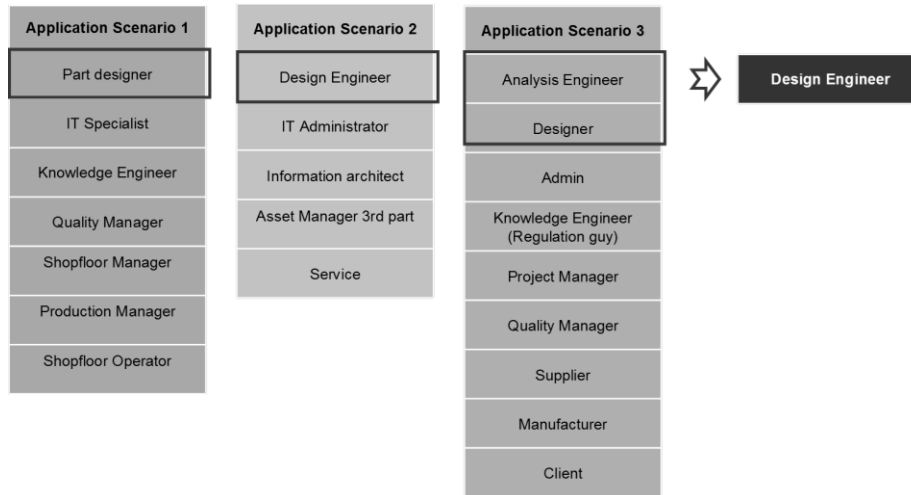 Application Scenario 1
Part designer
IT Specialist
Knowledge Engineer
Quality Manager
Shopfloor Manager
Production Manager
Shopfloor Operator
Application Scenario 2
Design Engineer
IT Administrator
Information architect
Asset Manager 3rd part
Service
Application Scenario 3
Analysis Engineer
Designer
Admin
Knowledge Engineer
(Regulation guy)
Project Manager
Quality Manager
Supplier
Manufacturer
Client
Design Engineer